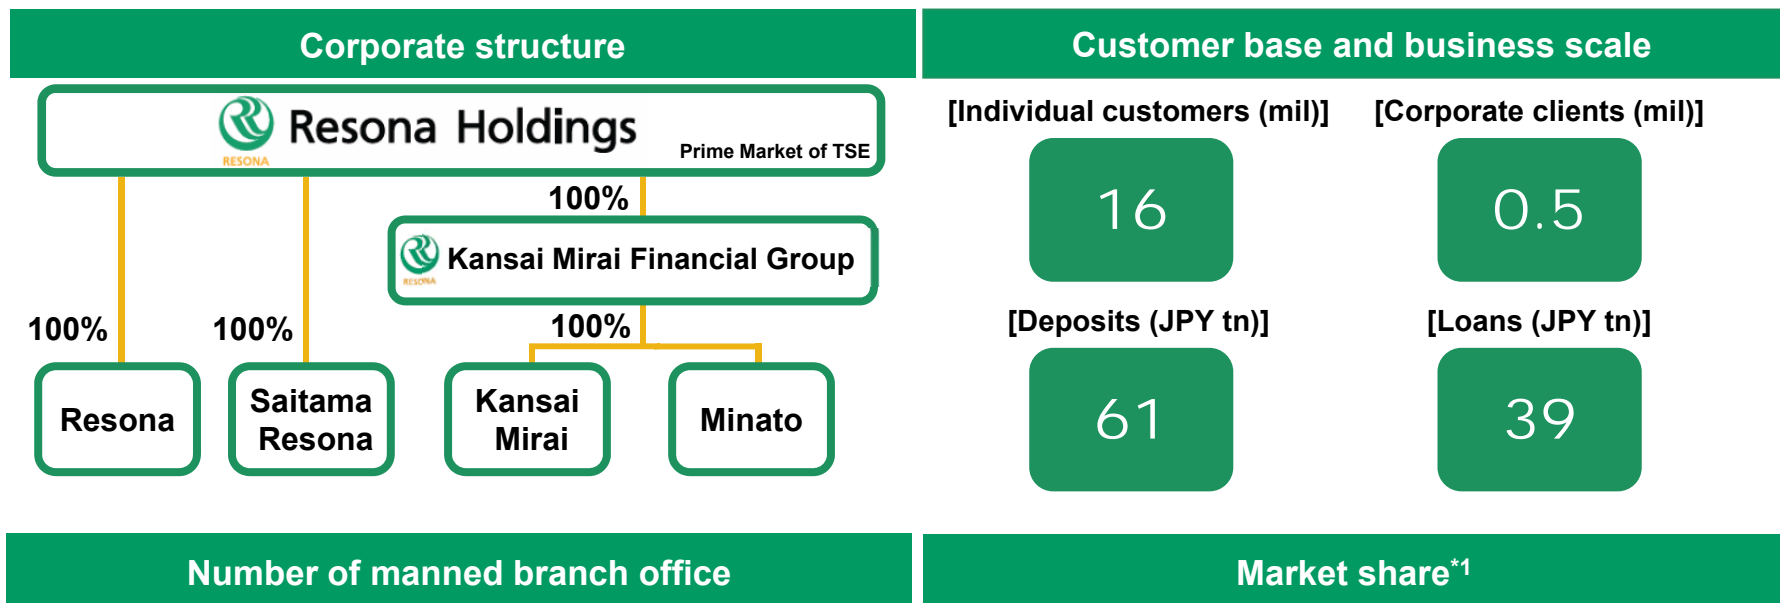 Corporate structure
RESONA
Resona Holdings
Prime Market of TSE
100%
RESONA
Kansai Mirai Financial Group
100%
100%
100%
Resona
Saitama
Resona
Kansai
Mirai
Minato
Customer base and business scale
[Individual customers (mil)]
16
[Corporate clients (mil)]
0.5
[Deposits (JPY tn)]
61
[Loans (JPY tn)]
39
Number of manned branch office
Market share*1